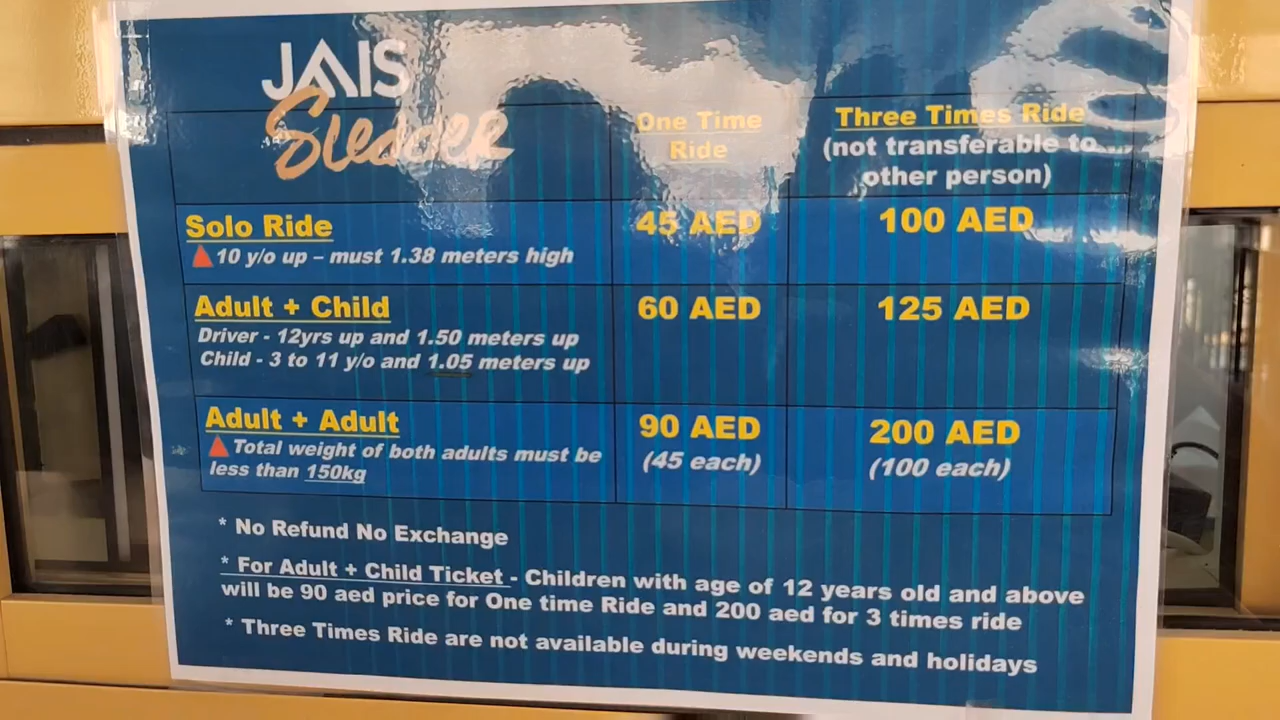 JAIS
Sledder
One Time
Ride
Three Times Ride
(not transferable to
other person)
Solo Ride
45 AED
100 AED
10 y/o up – must 1.38 meters high
Adult + Child
60 AED
125 AED
Driver - 12yrs up and 1.50 meters up
Child - 3 to 11 y/o and 1.05 meters up
Adult + Adult
90 AED
200 AED
Total weight of both adults must be
(45 each)
(100 each)
less than 150kg
* No Refund No Exchange
* For Adult + Child Ticket - Children with age of 12 years old and above
will be 90 aed price for One time Ride and 200 aed for 3 times ride
* Three Times Ride are not available during weekends and holidays